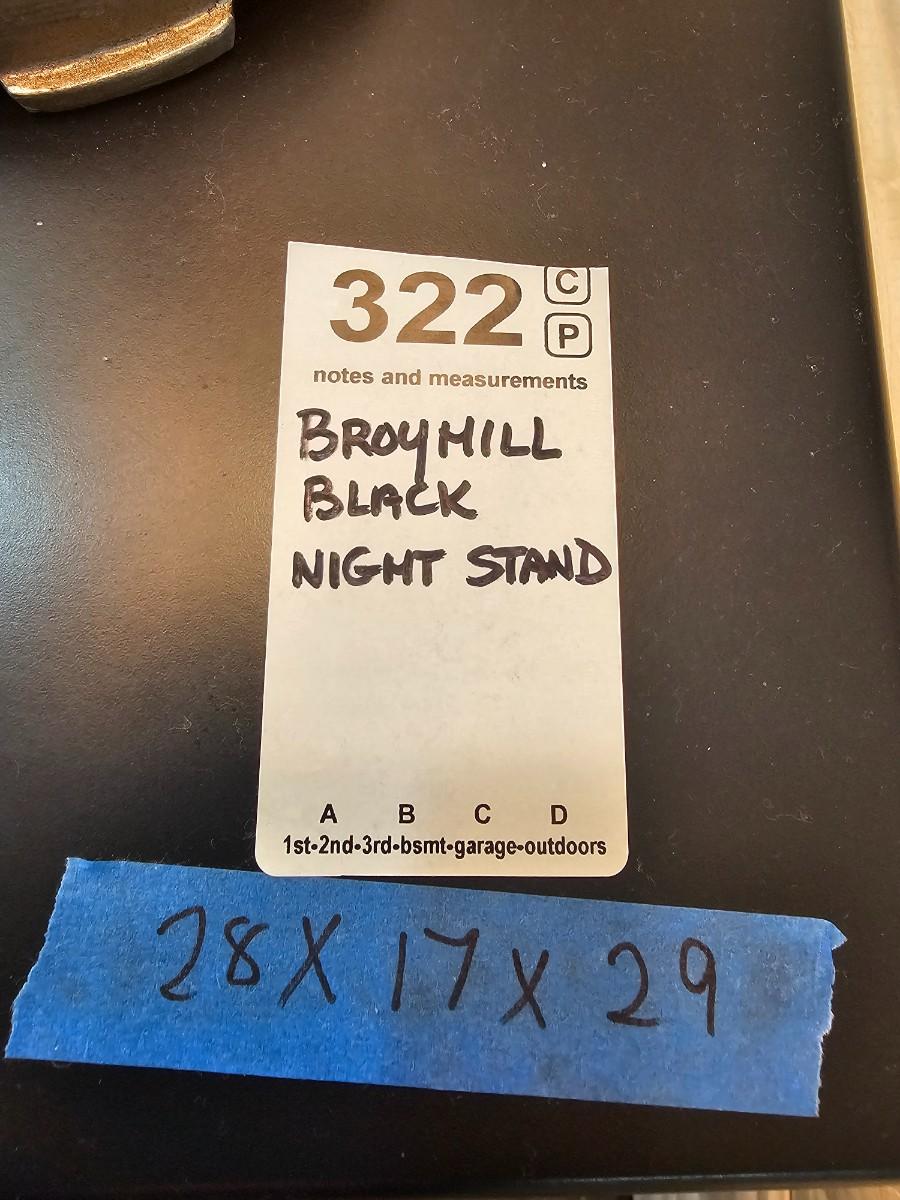 322 C
P
notes and measurements
BROYHILL
BLACK
NIGHT STAND
A B C D
1st-2nd-3rd-bsmt-garage-outdoors
28 X 17 X 29